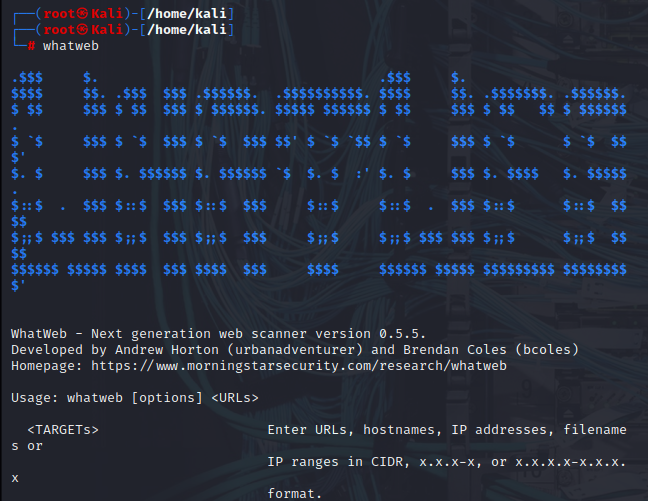 ┌──(root㉿Kali)-[/home/kali]
┌──(root㉿Kali)-[/home/kali]
└─# whatweb

.$$$     $.                                   .$$$     $.
$$$$     $$. .$$$  $$$ .$$$$$$.  .$$$$$$$$$$. $$$$     $$. .$$$$$$$. .$$$$$$.
$ $$     $$$ $ $$  $$$ $ $$$$$$. $$$$$ $$$$$$ $ $$     $$$ $ $$   $$ $ $$$$$$
.
$ `$     $$$ $ `$  $$$ $ `$  $$$ $$' $ `$ `$$ $ `$     $$$ $ `$      $ `$  $$
$'
$. $     $$$ $. $$$$$$ $. $$$$$$ `$  $. $  :' $. $     $$$ $. $$$$   $. $$$$$
.
$::$  .  $$$ $::$  $$$ $::$  $$$     $::$     $::$  .  $$$ $::$      $::$  $$
$$
$;;$ $$$ $$$ $;;$  $$$ $;;$  $$$     $;;$     $;;$ $$$ $$$ $;;$      $;;$  $$
$$
$$$$$$ $$$$$ $$$$  $$$ $$$$  $$$     $$$$     $$$$$$ $$$$$ $$$$$$$$$ $$$$$$$$
$'

WhatWeb - Next generation web scanner version 0.5.5.
Developed by Andrew Horton (urbanadventurer) and Brendan Coles (bcoles)
Homepage: https://www.morningstarsecurity.com/research/whatweb

Usage: whatweb [options] <URLs>

  <TARGETs>                     Enter URLs, hostnames, IP addresses, filename
s or
                                IP ranges in CIDR, x.x.x-x, or x.x.x.x-x.x.x.
x
                                format.